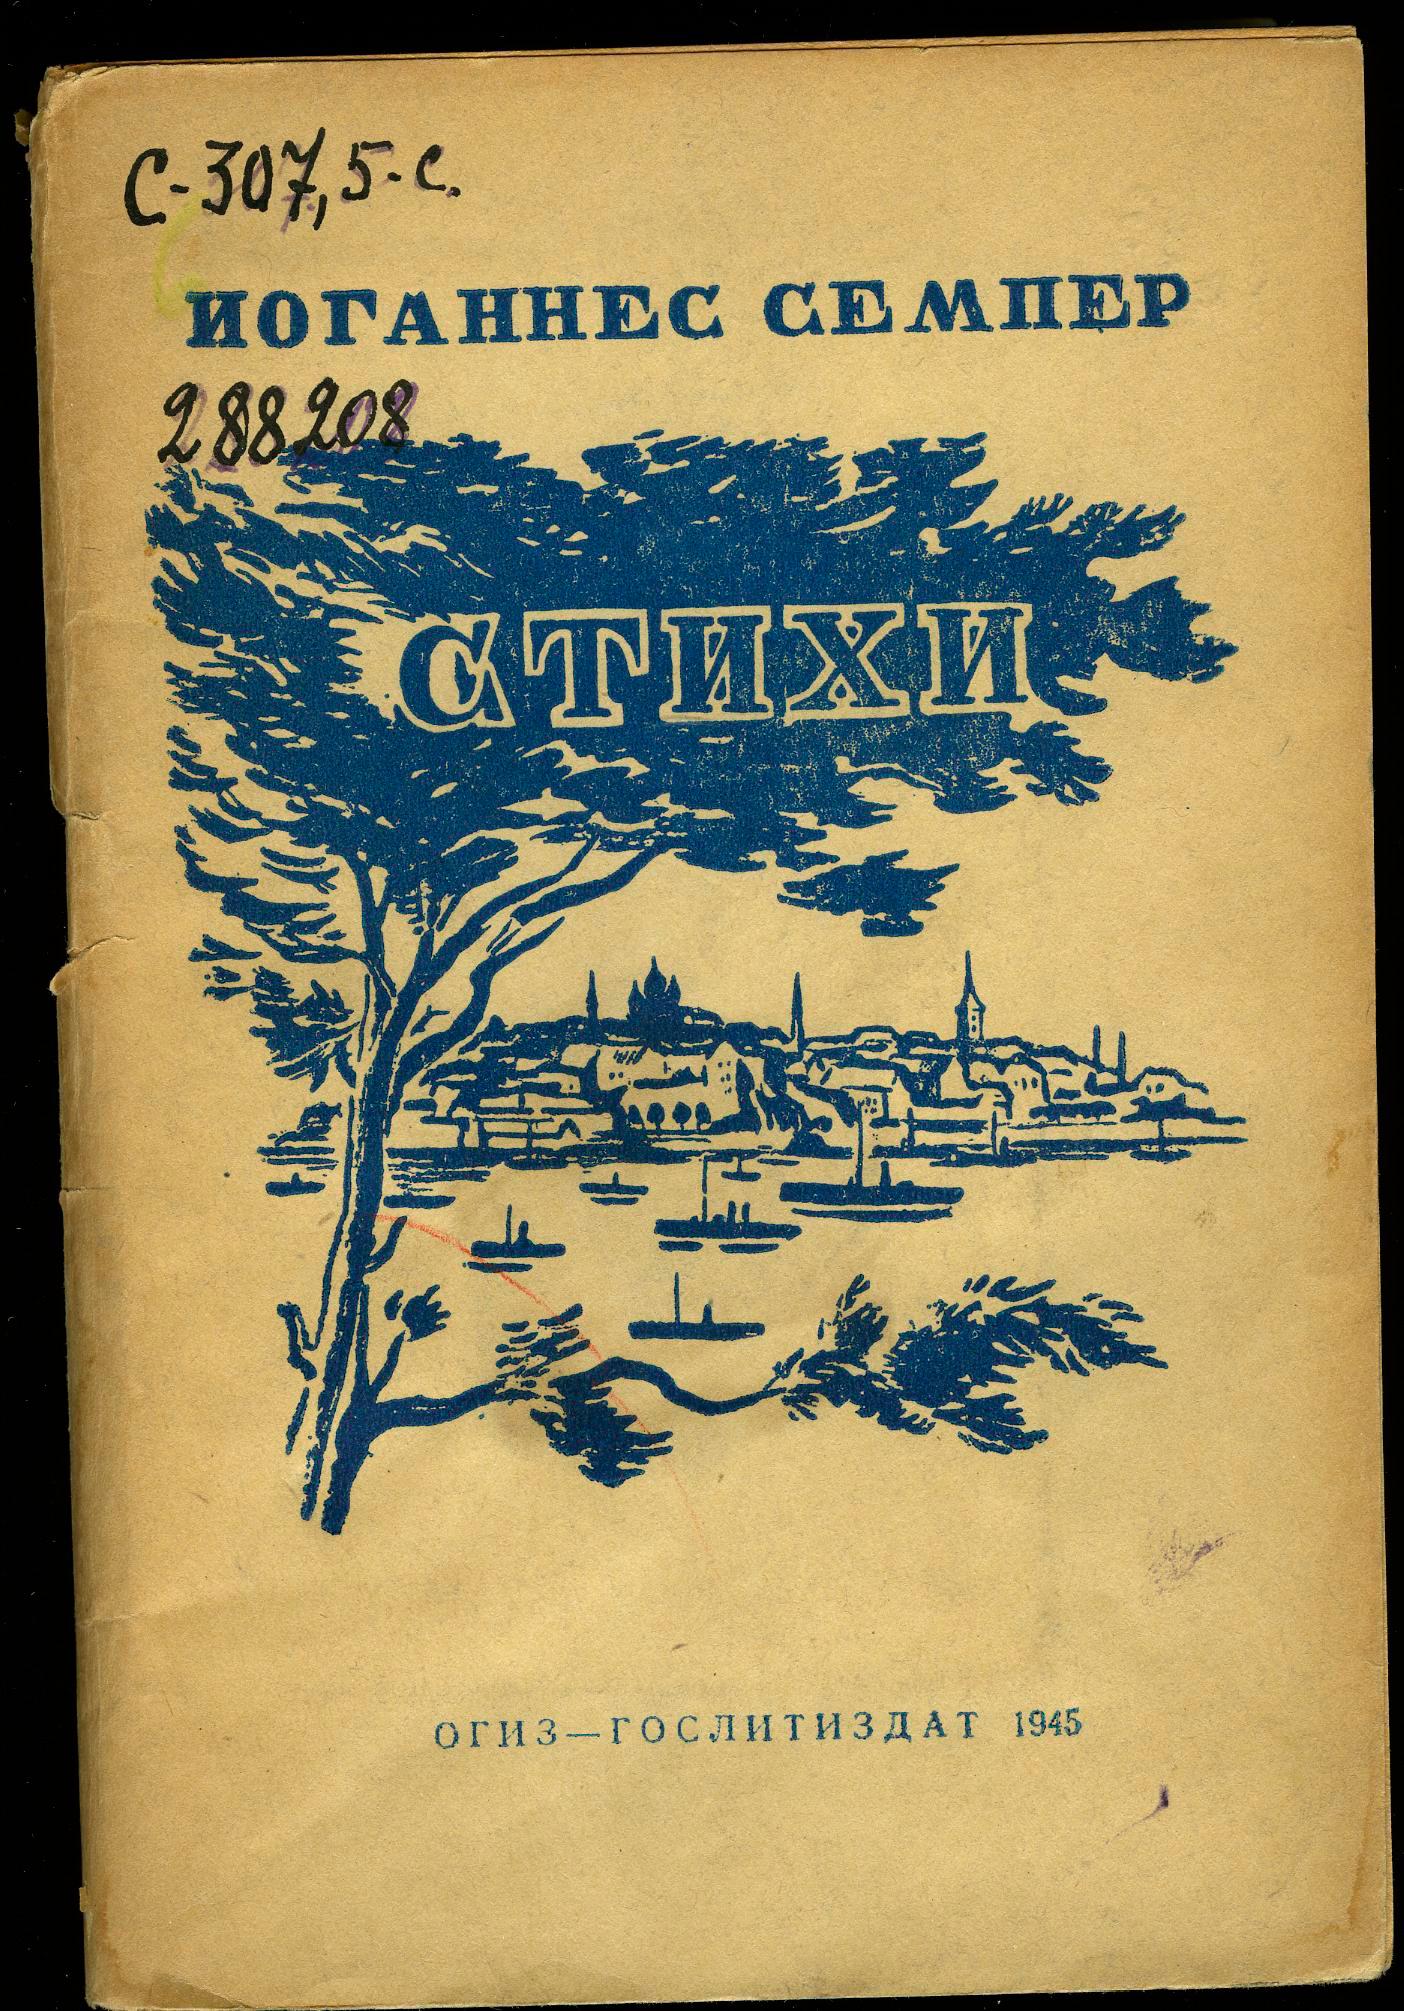 С-307,5-с.
ИОГАННЕС СЕМПЕР
288208
СТИХИ
ОГИЗ—ГОСЛИТИЗДАТ 1945